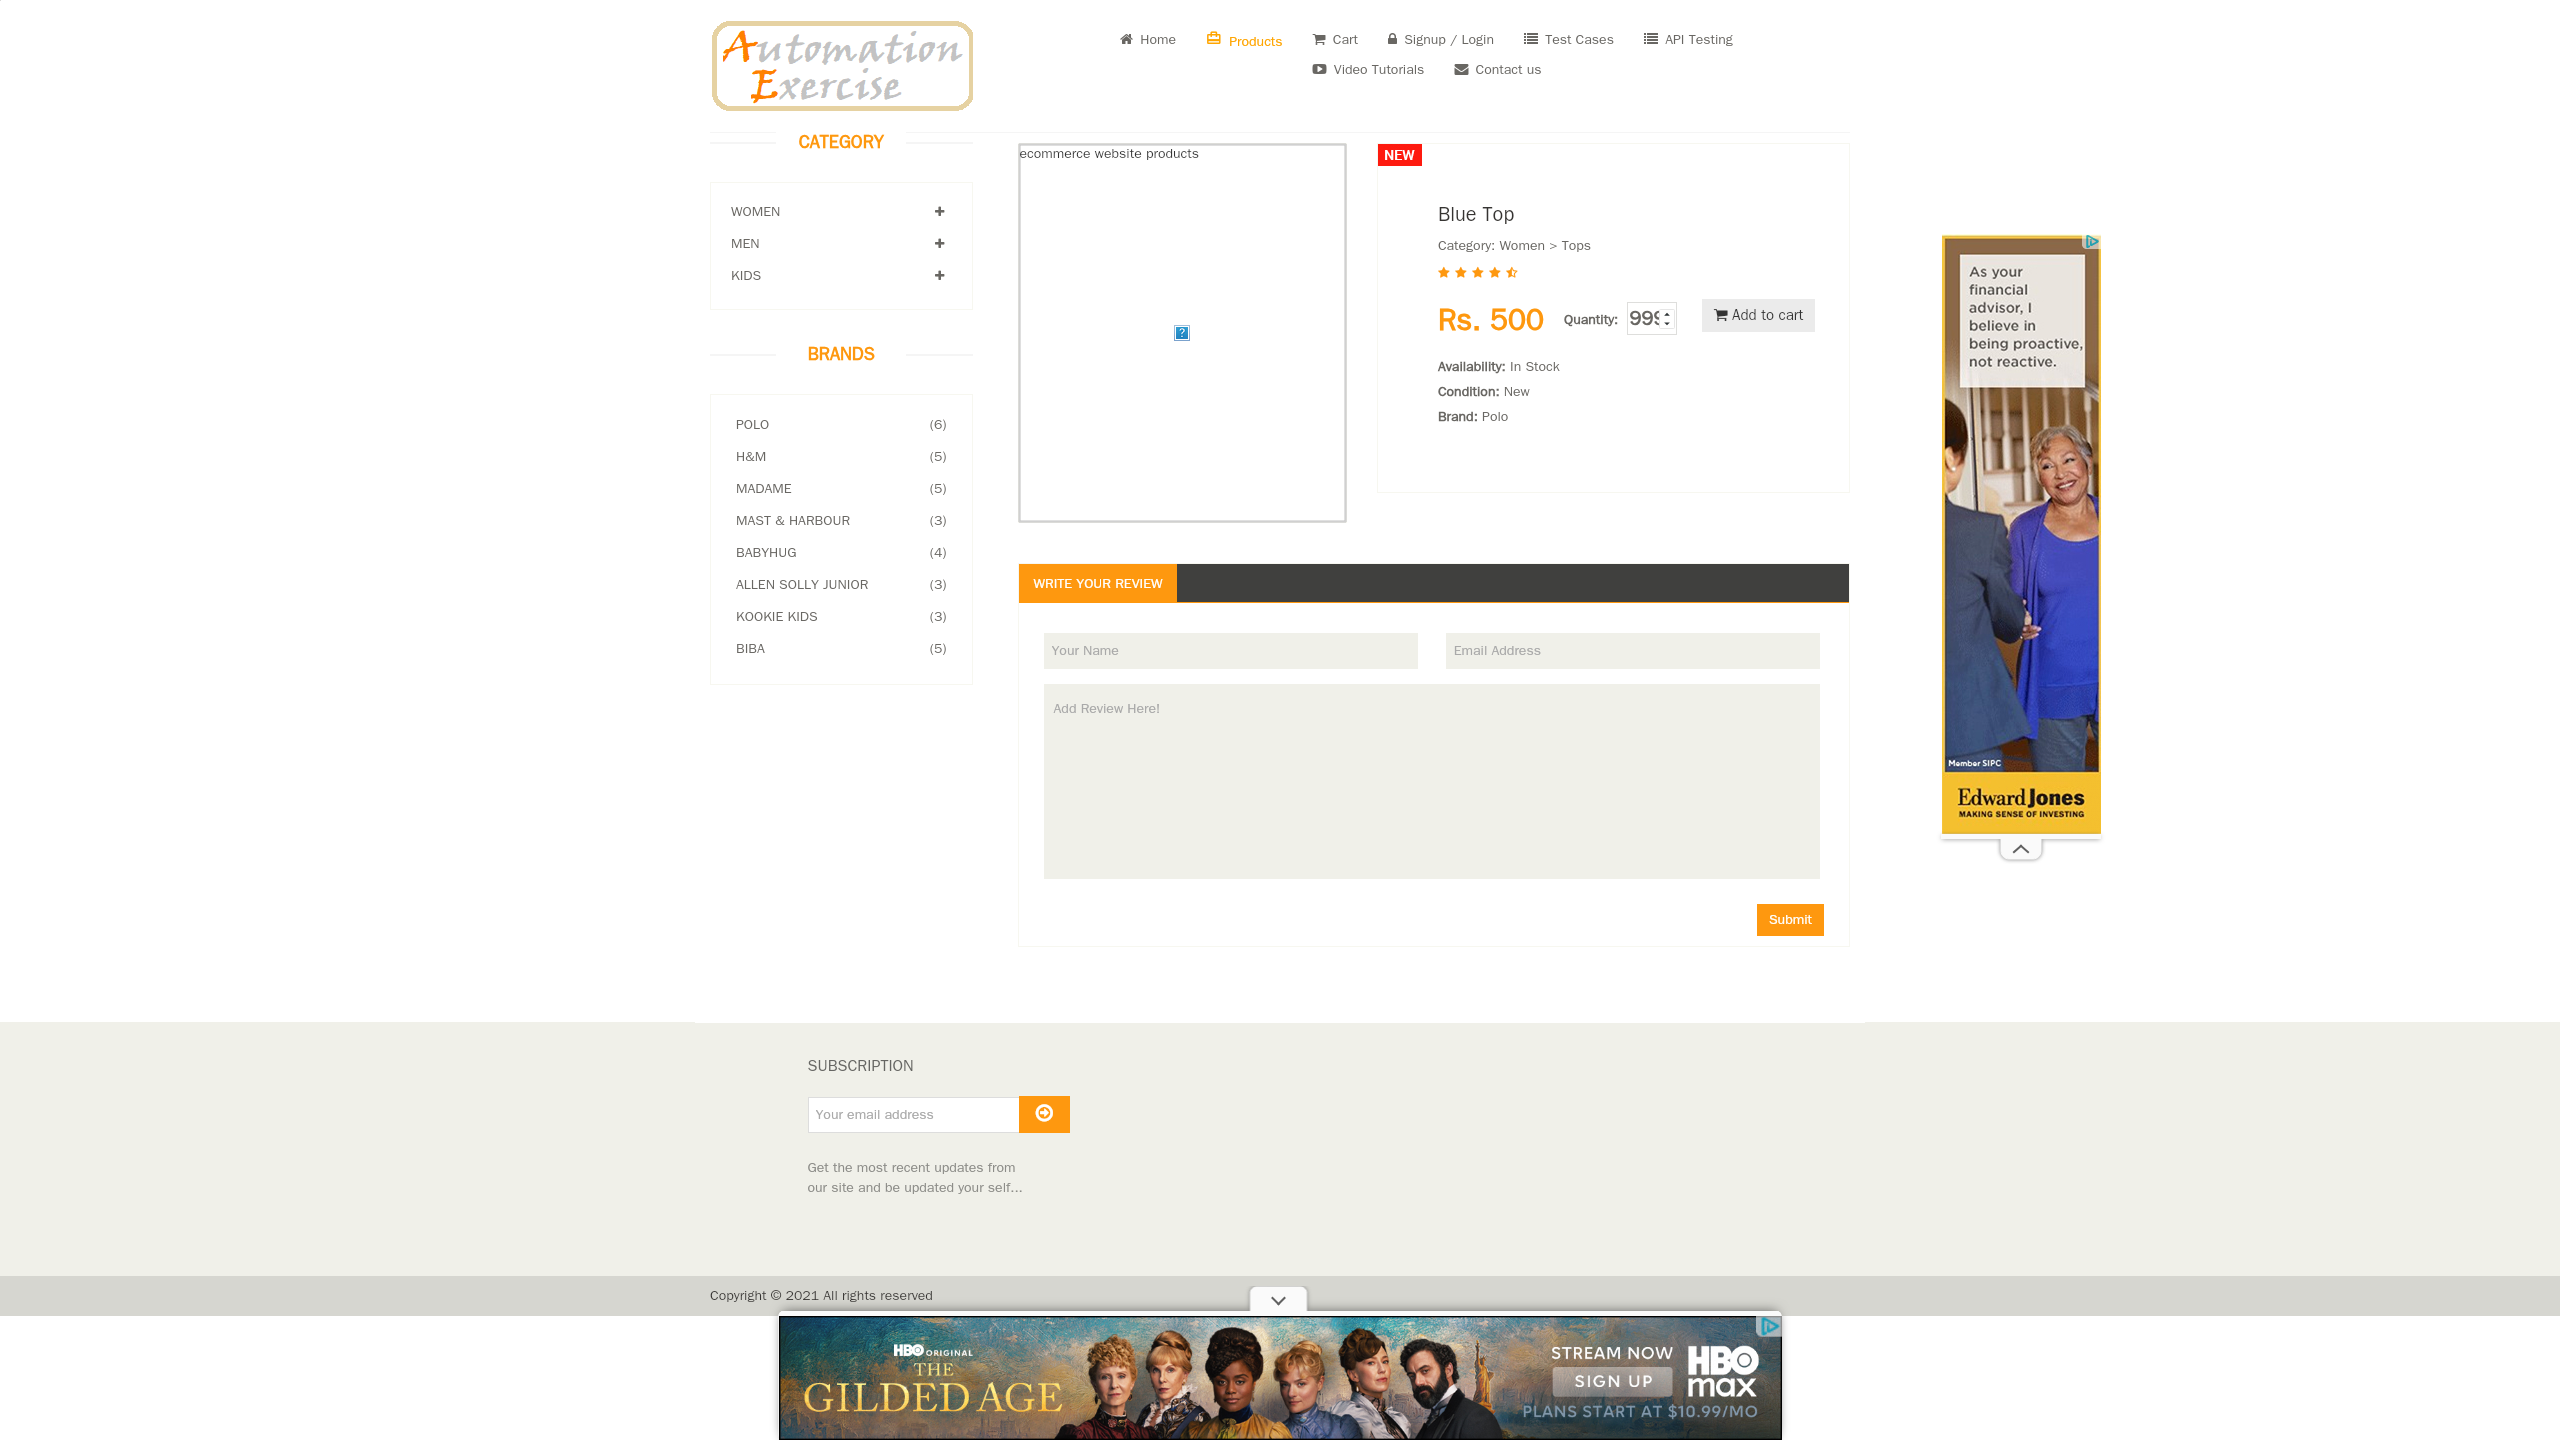 Automation
Exercise
Home
Products
Cart
Signup / Login
Test Cases
API Testing
Video Tutorials
Contact us
CATEGORY
WOMEN
MEN
KIDS
BRANDS
POLO (6)
H&M (5)
MADAME (5)
MAST & HARBOUR (3)
BABYHUG (4)
ALLEN SOLLY JUNIOR (3)
KOOKIE KIDS (3)
BIBA (5)
ecommerce website products
NEW
Blue Top
Category: Women > Tops
Rs. 500
Quantity:
Add to cart
Availability: In Stock
Condition: New
Brand: Polo
WRITE YOUR REVIEW
Your Name
Email Address
Add Review Here!
Submit
As your
financial
advisor, I
believe in
being proactive,
not reactive.
Member SIPC
Edward Jones
MAKING SENSE OF INVESTING
SUBSCRIPTION
Your email address
Get the most recent updates from
our site and be updated your self...
Copyright © 2021 All rights reserved
HBO ORIGINAL
THE
GILDED AGE
STREAM NOW
SIGN UP
HBO
max
PLANS START AT $10.99/MO